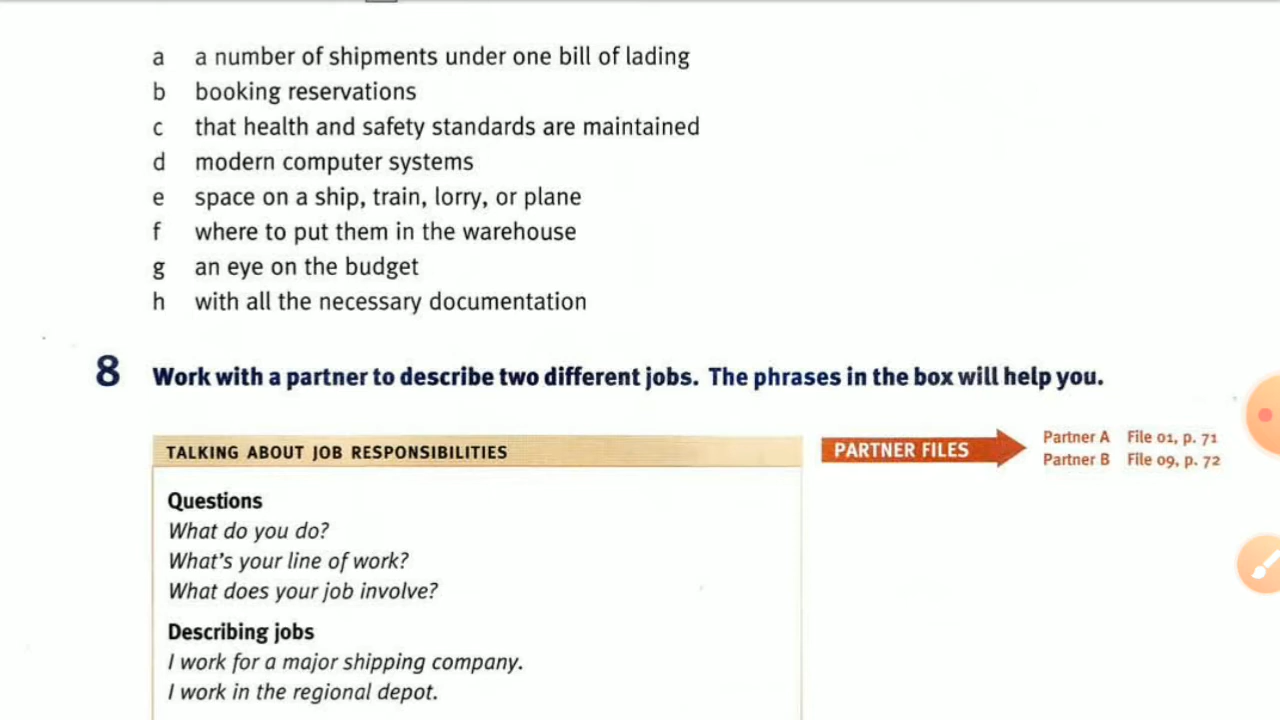 a a number of shipments under one bill of lading
b booking reservations
c that health and safety standards are maintained
d modern computer systems
e space on a ship, train, lorry, or plane
f where to put them in the warehouse
g an eye on the budget
h with all the necessary documentation
8 Work with a partner to describe two different jobs. The phrases in the box will help you.
TALKING ABOUT JOB RESPONSIBILITIES
PARTNER FILES
Partner A File 01, p. 71
Partner B File 09, p. 72
Questions
What do you do?
What's your line of work?
What does your job involve?
Describing jobs
I work for a major shipping company.
I work in the regional depot.